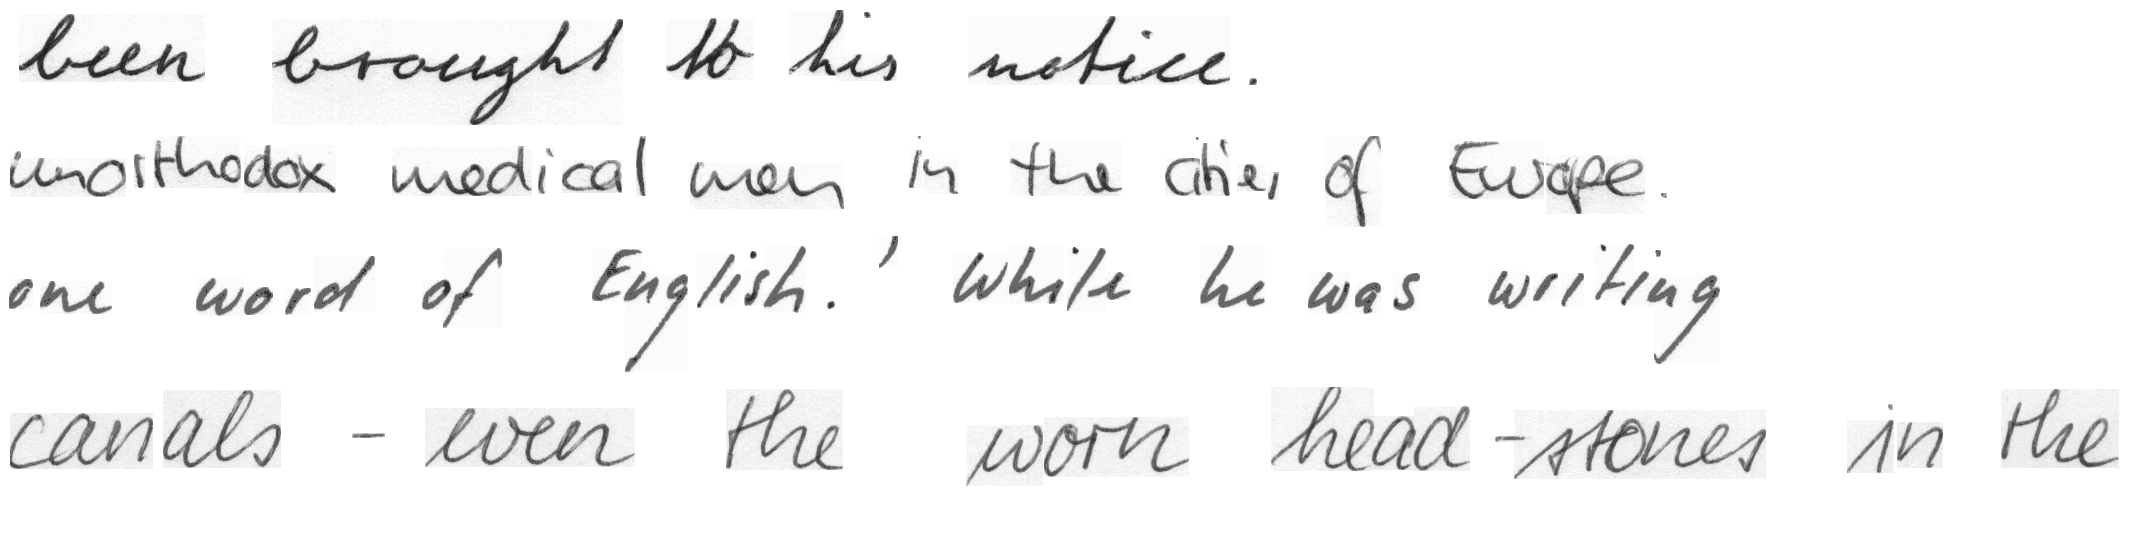 been brought to his notice.
unorthodox medical men in the cities of Europe.
one word of English.' While he was writing
canals - even the worn head-stones in the